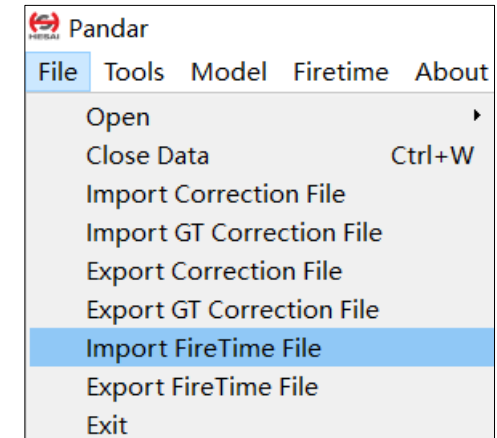 HESAI Pandar
File Tools Model Firetime About
Open
Close Data Ctrl+W
Import Correction File
Import GT Correction File
Export Correction File
Export GT Correction File
Import FireTime File
Export FireTime File
Exit